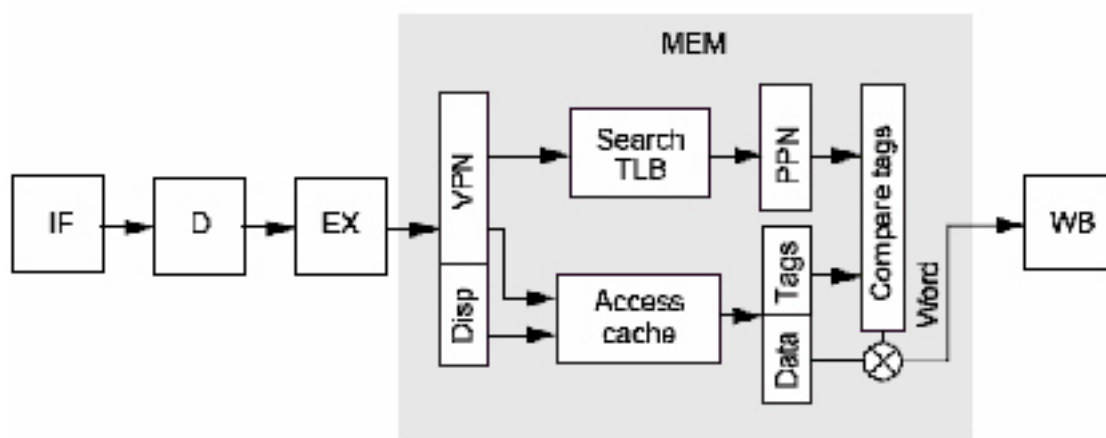 MEM
IF
D
EX
VPN
Disp
Search
TLB
Access
cache
PPN
Tags
Data
Compare tags
Word
WB